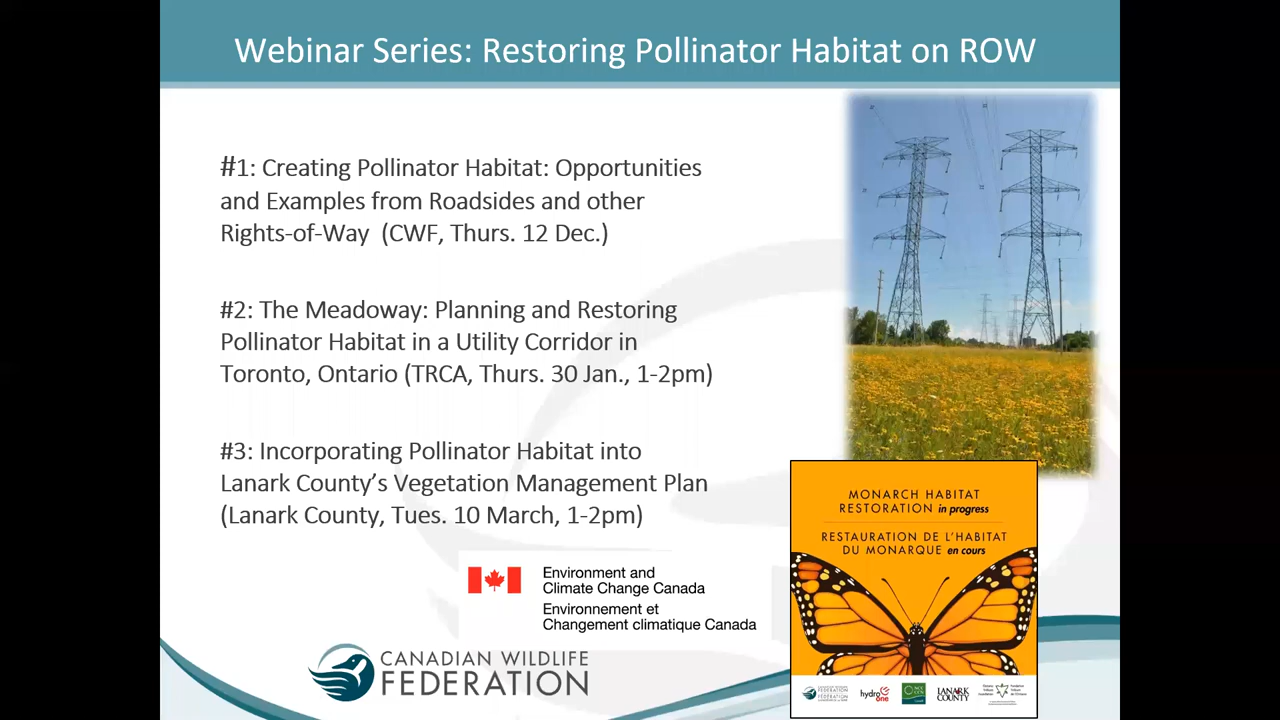 Webinar Series: Restoring Pollinator Habitat on ROW
#1: Creating Pollinator Habitat: Opportunities
and Examples from Roadsides and other
Rights-of-Way (CWF, Thurs. 12 Dec.)
#2: The Meadoway: Planning and Restoring
Pollinator Habitat in a Utility Corridor in
Toronto, Ontario (TRCA, Thurs. 30 Jan., 1-2pm)
#3: Incorporating Pollinator Habitat into
Lanark County’s Vegetation Management Plan
(Lanark County, Tues. 10 March, 1-2pm)
Environment and
Climate Change Canada
Environnement et
Changement climatique Canada
CANADIAN WILDLIFE
FEDERATION
MONARCH HABITAT
RESTORATION in progress
RESTAURATION DE L’HABITAT
DU MONARQUE en cours
hydro
one
LANARK
COUNTY